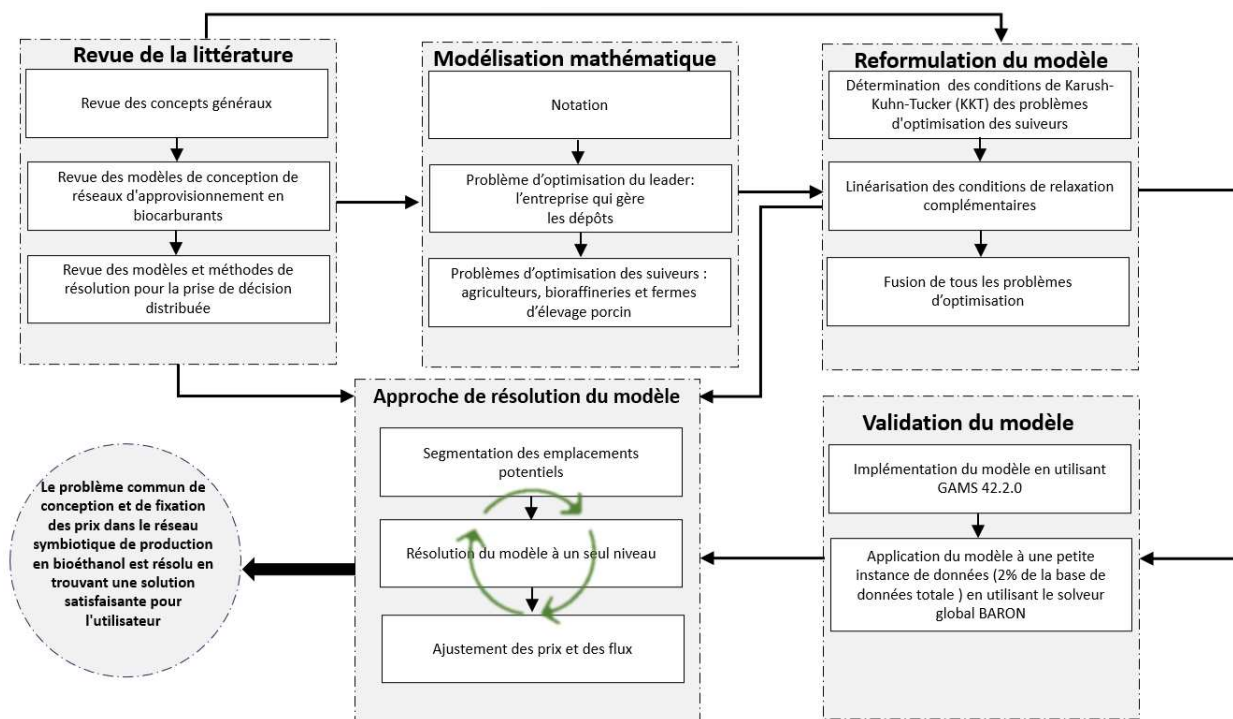 Revue de la littérature
Revue des concepts généraux
Revue des modèles de conception de
réseaux d'approvisionnement en
biocarburants
Revue des modèles et méthodes de
résolution pour la prise de décision
distribuée
Modélisation mathématique
Notation
Problème d'optimisation du leader:
l'entreprise qui gère
les dépôts
Problèmes d'optimisation des suiveurs :
agriculteurs, bioraffineries et fermes
d'élevage porcin
Reformulation du modèle
Détermination des conditions de Karush-
Kuhn-Tucker (KKT) des problèmes
d'optimisation des suiveurs
Linéarisation des conditions de relaxation
complémentaires
Fusion de tous les problèmes
d'optimisation
Le problème commun de
conception et de fixation
des prix dans le réseau
symbiotique de production
en bioéthanol est résolu en
trouvant une solution
satisfaisante pour
l'utilisateur
Approche de résolution du modèle
Segmentation des emplacements
potentiels
Résolution du modèle à un seul niveau
Ajustement des prix et des flux
Validation du modèle
Implémentation du modèle en utilisant
GAMS 42.2.0
Application du modèle à une petite
instance de données (2% de la base de
données totale ) en utilisant le solveur
global BARON